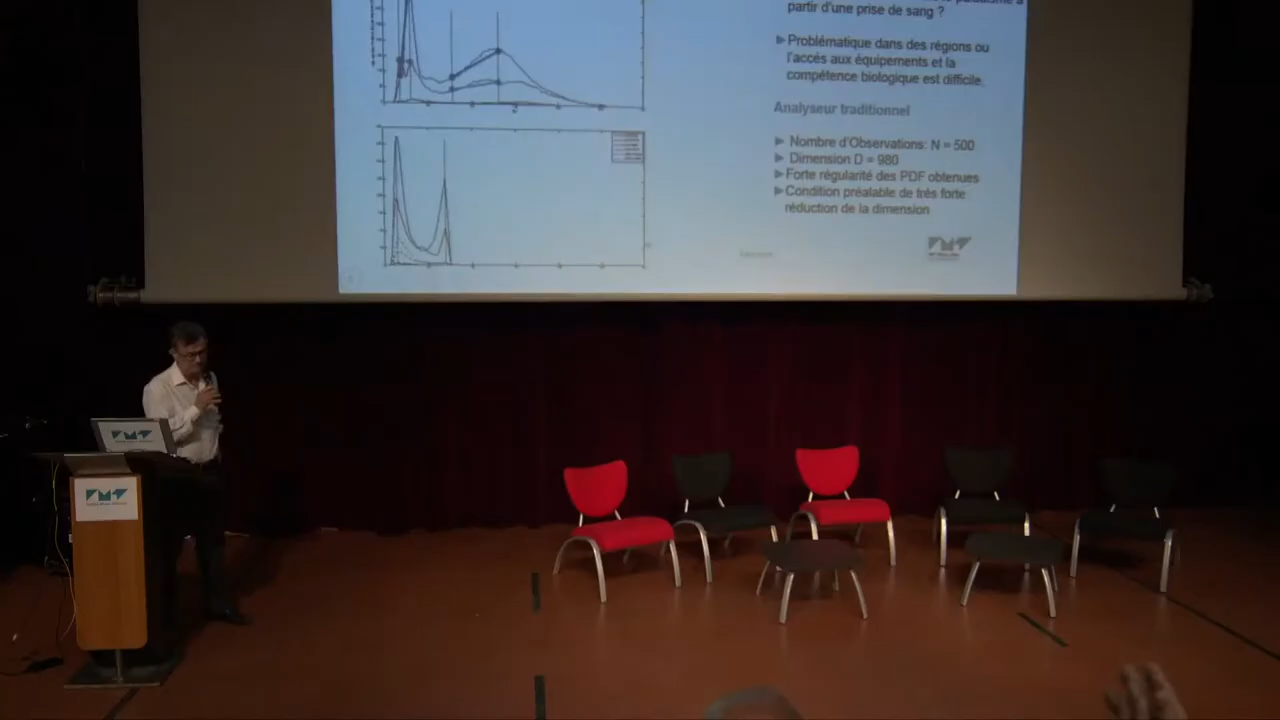 partir d'une prise de sang ?
Problématique dans des régions ou
l'accès aux équipements et la
compétence biologique est difficile.
Analyseur traditionnel
Nombre d'Observations: N = 500
Dimension D = 980
Forte régularité des PDF obtenues
Condition préalable de très forte
réduction de la dimension